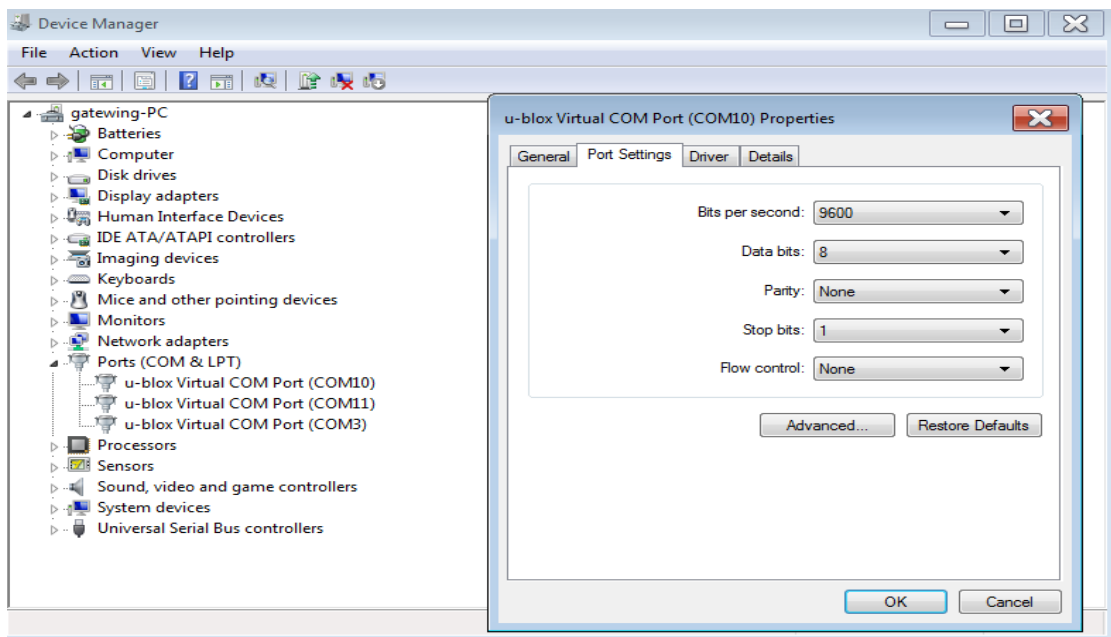 Device Manager
File Action View Help
gatewing-PC
Batteries
Computer
Disk drives
Display adapters
Human Interface Devices
IDE ATA/ATAPI controllers
Imaging devices
Keyboards
Mice and other pointing devices
Monitors
Network adapters
Ports (COM & LPT)
u-blox Virtual COM Port (COM10)
u-blox Virtual COM Port (COM11)
u-blox Virtual COM Port (COM3)
Processors
Sensors
Sound, video and game controllers
System devices
Universal Serial Bus controllers
u-blox Virtual COM Port (COM10) Properties
General Port Settings Driver Details
Bits per second: 9600
Data bits: 8
Parity: None
Stop bits: 1
Flow control: None
Advanced... Restore Defaults
OK Cancel